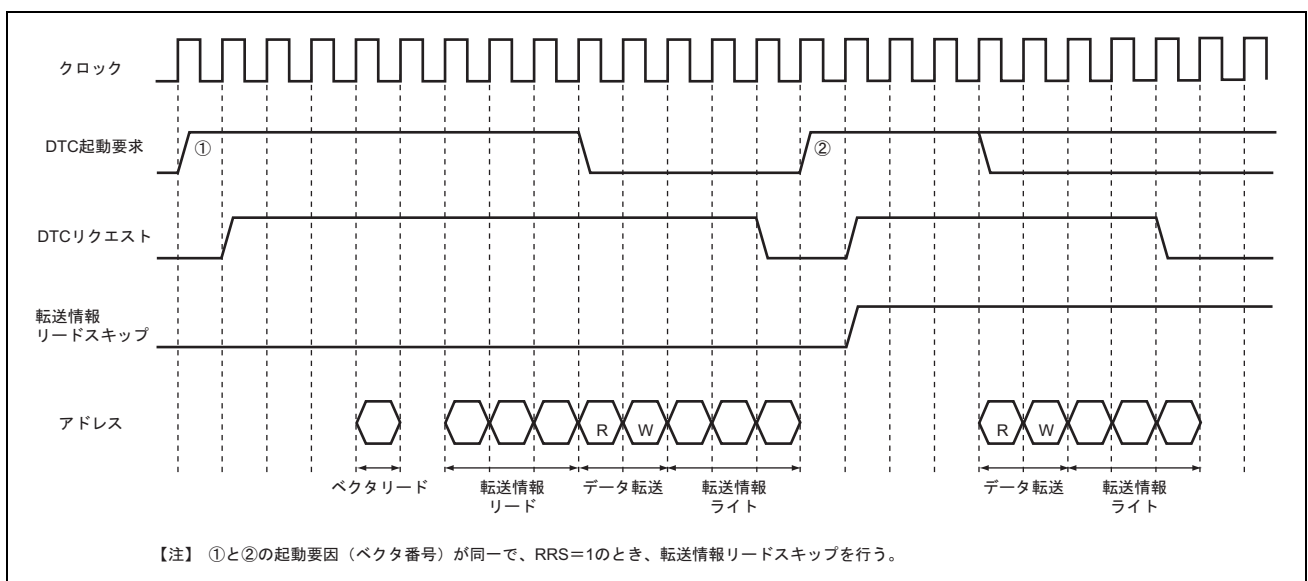 クロック
DTC起動要求
①
②
DTCリクエスト
転送情報
リードスキップ
アドレス
R
W
R
W
ベクタリード
転送情報
リード
データ転送
転送情報
ライト
データ転送
転送情報
ライト
【注】 ①と②の起動要因（ベクタ番号）が同一で、RRS＝1のとき、転送情報リードスキップを行う。